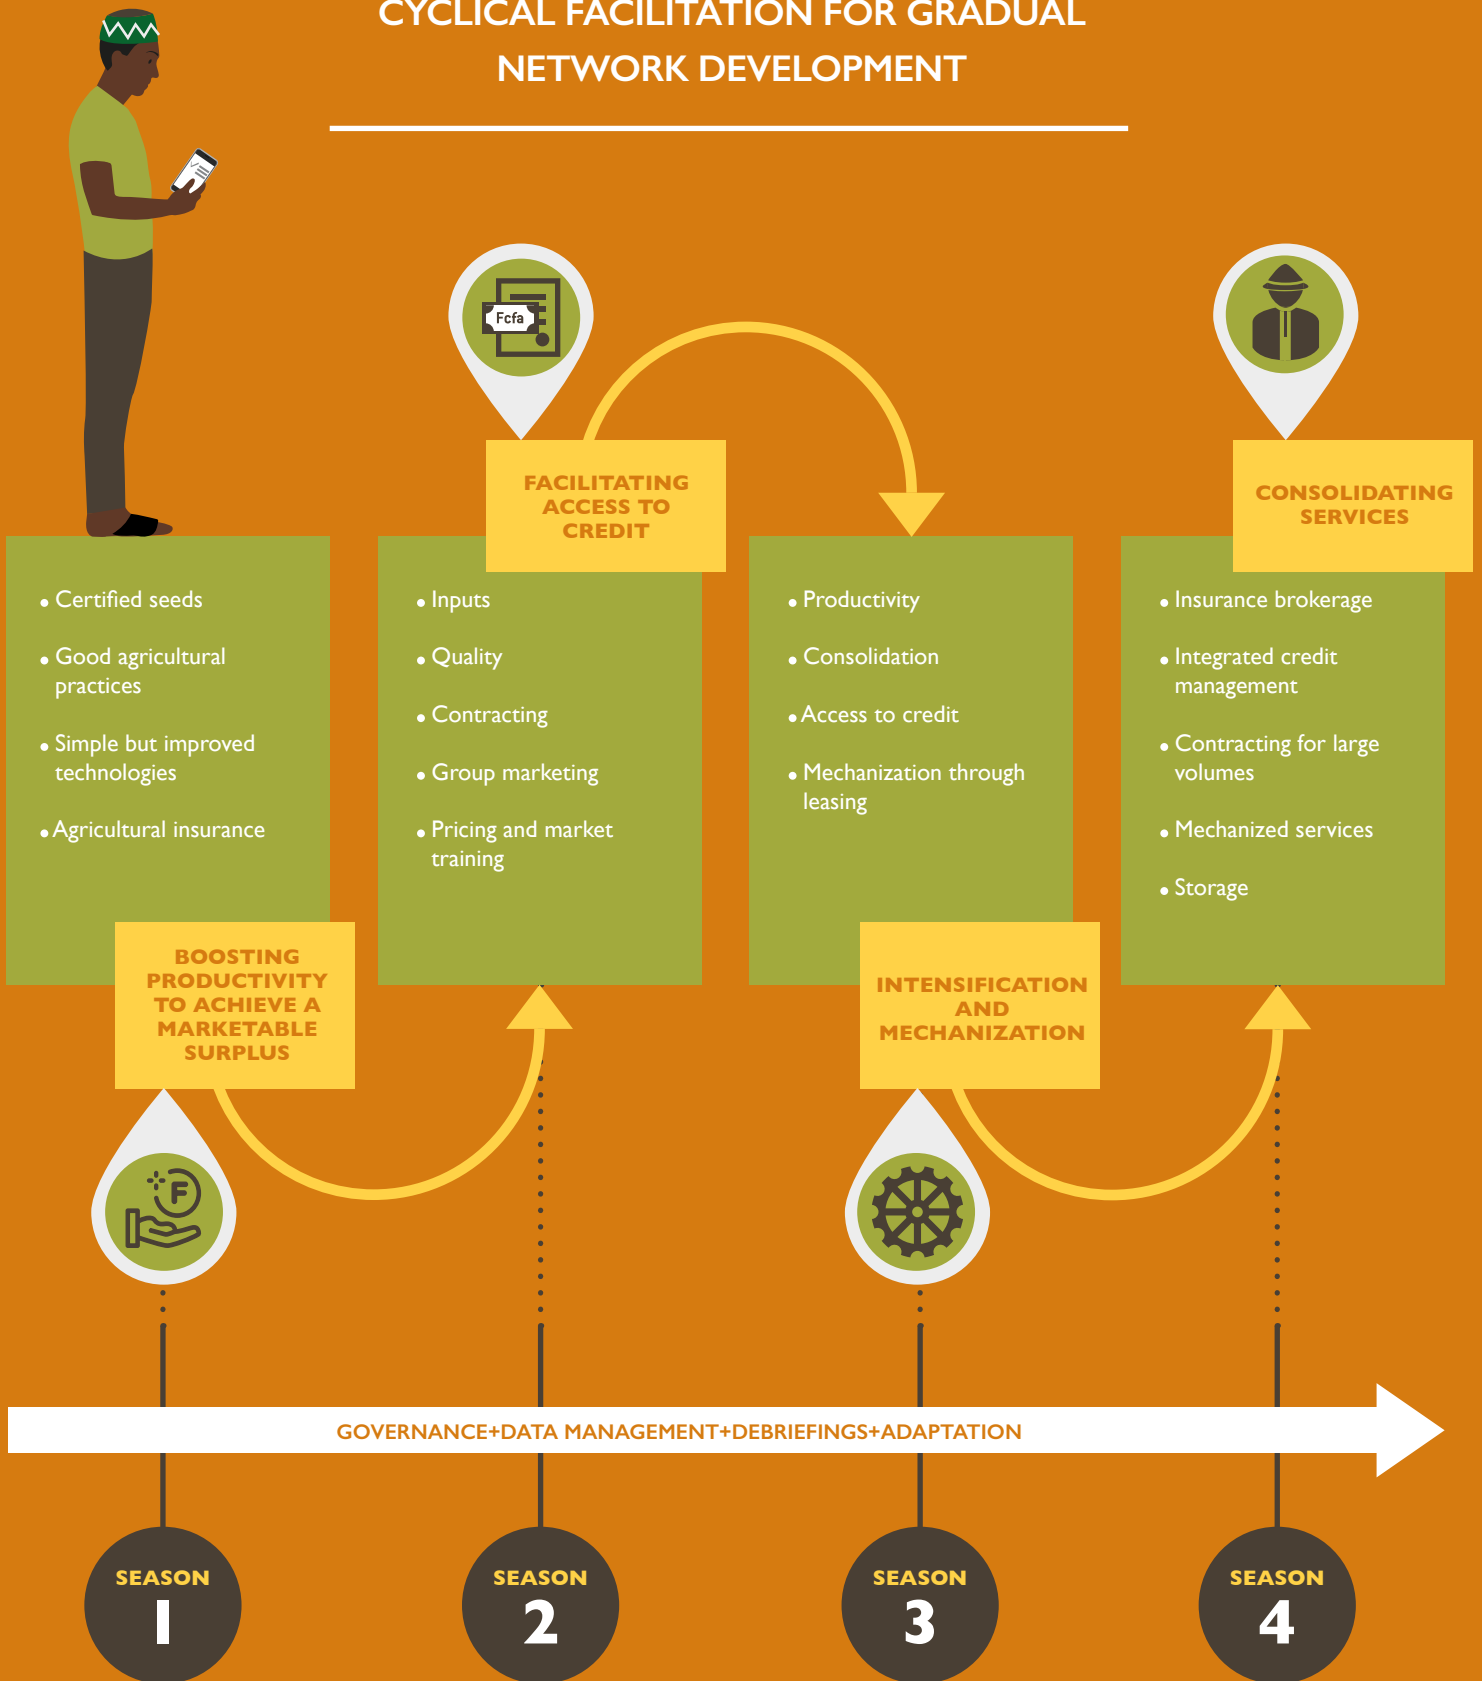 CYCLICAL FACILITATION FOR GRADUAL
NETWORK DEVELOPMENT
Fcfa
FACILITATING
ACCESS TO
CREDIT
CONSOLIDATING
SERVICES
• Certified seeds
• Good agricultural
practices
• Simple but improved
technologies
• Agricultural insurance
BOOSTING
PRODUCTIVITY
TO ACHIEVE A
MARKETABLE
SURPLUS
• Inputs
• Quality
• Contracting
• Group marketing
• Pricing and market
training
• Productivity
• Consolidation
• Access to credit
• Mechanization through
leasing
INTENSIFICATION
AND
MECHANIZATION
• Insurance brokerage
• Integrated credit
management
• Contracting for large
volumes
• Mechanized services
• Storage
F
GOVERNANCE+DATA MANAGEMENT+DEBRIEFINGS+ADAPTATION
SEASON
1
SEASON
2
SEASON
3
SEASON
4